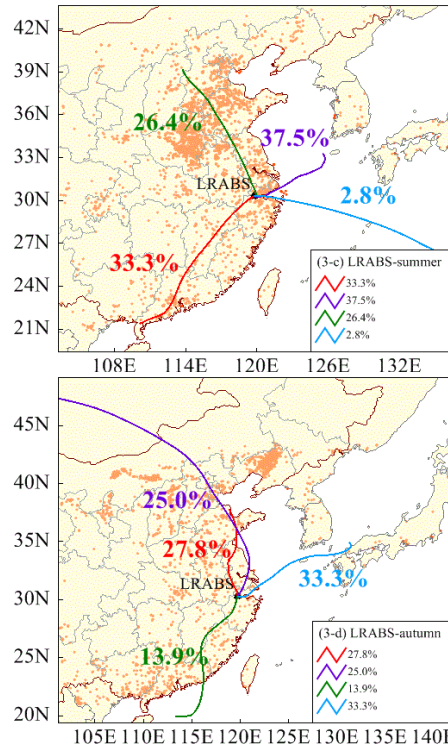 42N
39N
36N
33N
30N
27N
24N
21N
26.4%
37.5%
LRABS
2.8%
33.3%
(3-c) LRABS-summer
33.3%
37.5%
26.4%
2.8%
108E 114E 120E 126E 132E
45N
40N
35N
30N
25N
20N
25.0%
27.8%
LRABS
33.3%
13.9%
(3-d) LRABS-autumn
27.8%
25.0%
13.9%
33.3%
105E 110E 115E 120E 125E 130E 135E 140E